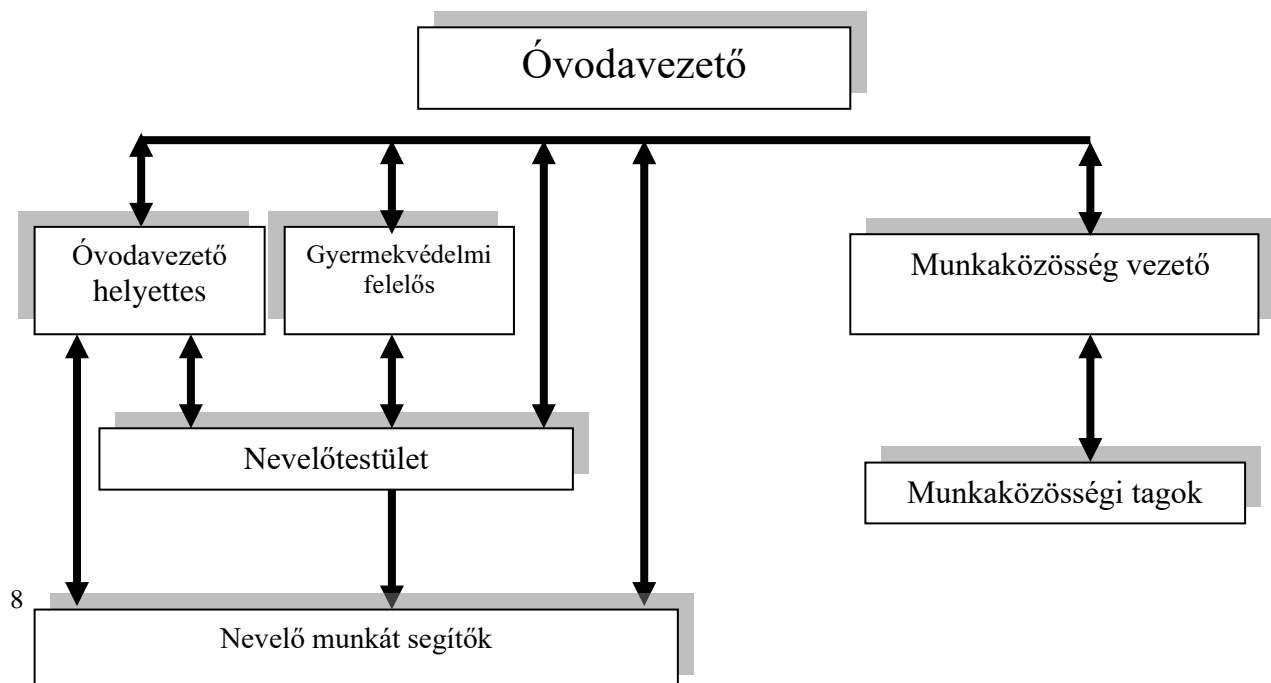 Óvodavezető
Óvodavezető
helyettes
Gyermekvédelmi
felelős
Munkaközösség vezető
Nevelőtestület
Munkaközösségi tagok
8
Nevelő munkát segítők